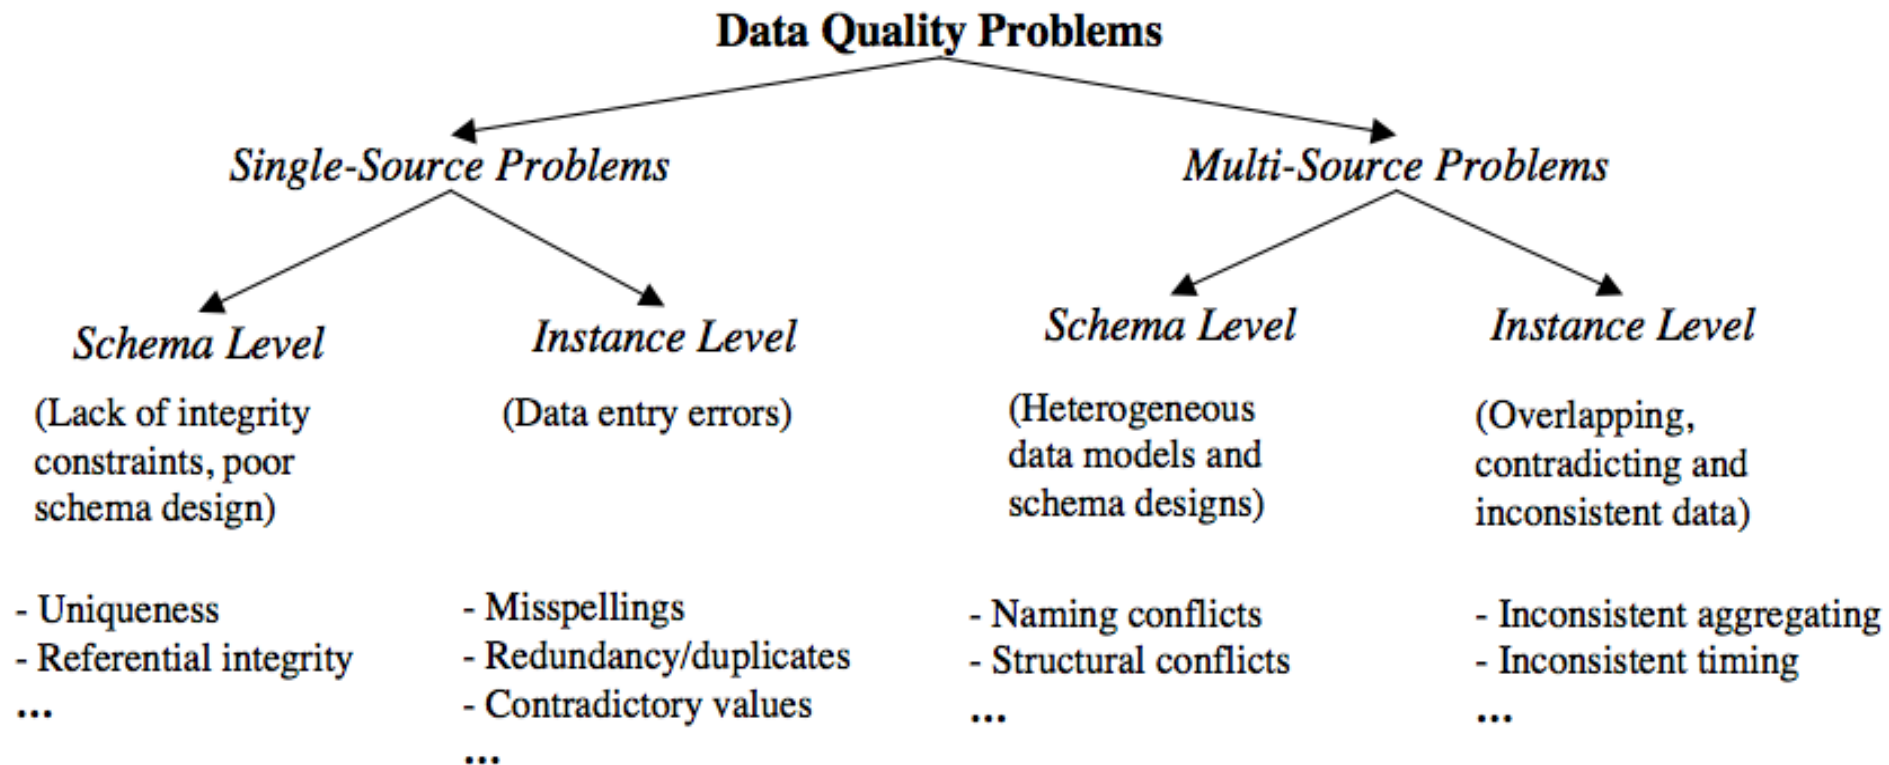 Data Quality Problems
Single-Source Problems
Multi-Source Problems
Schema Level
Instance Level
Schema Level
Instance Level
(Lack of integrity
constraints, poor
schema design)
- Uniqueness
- Referential integrity
...
(Data entry errors)
- Misspellings
- Redundancy/duplicates
- Contradictory values
...
(Heterogeneous
data models and
schema designs)
- Naming conflicts
- Structural conflicts
...
(Overlapping,
contradicting and
inconsistent data)
- Inconsistent aggregating
- Inconsistent timing
...